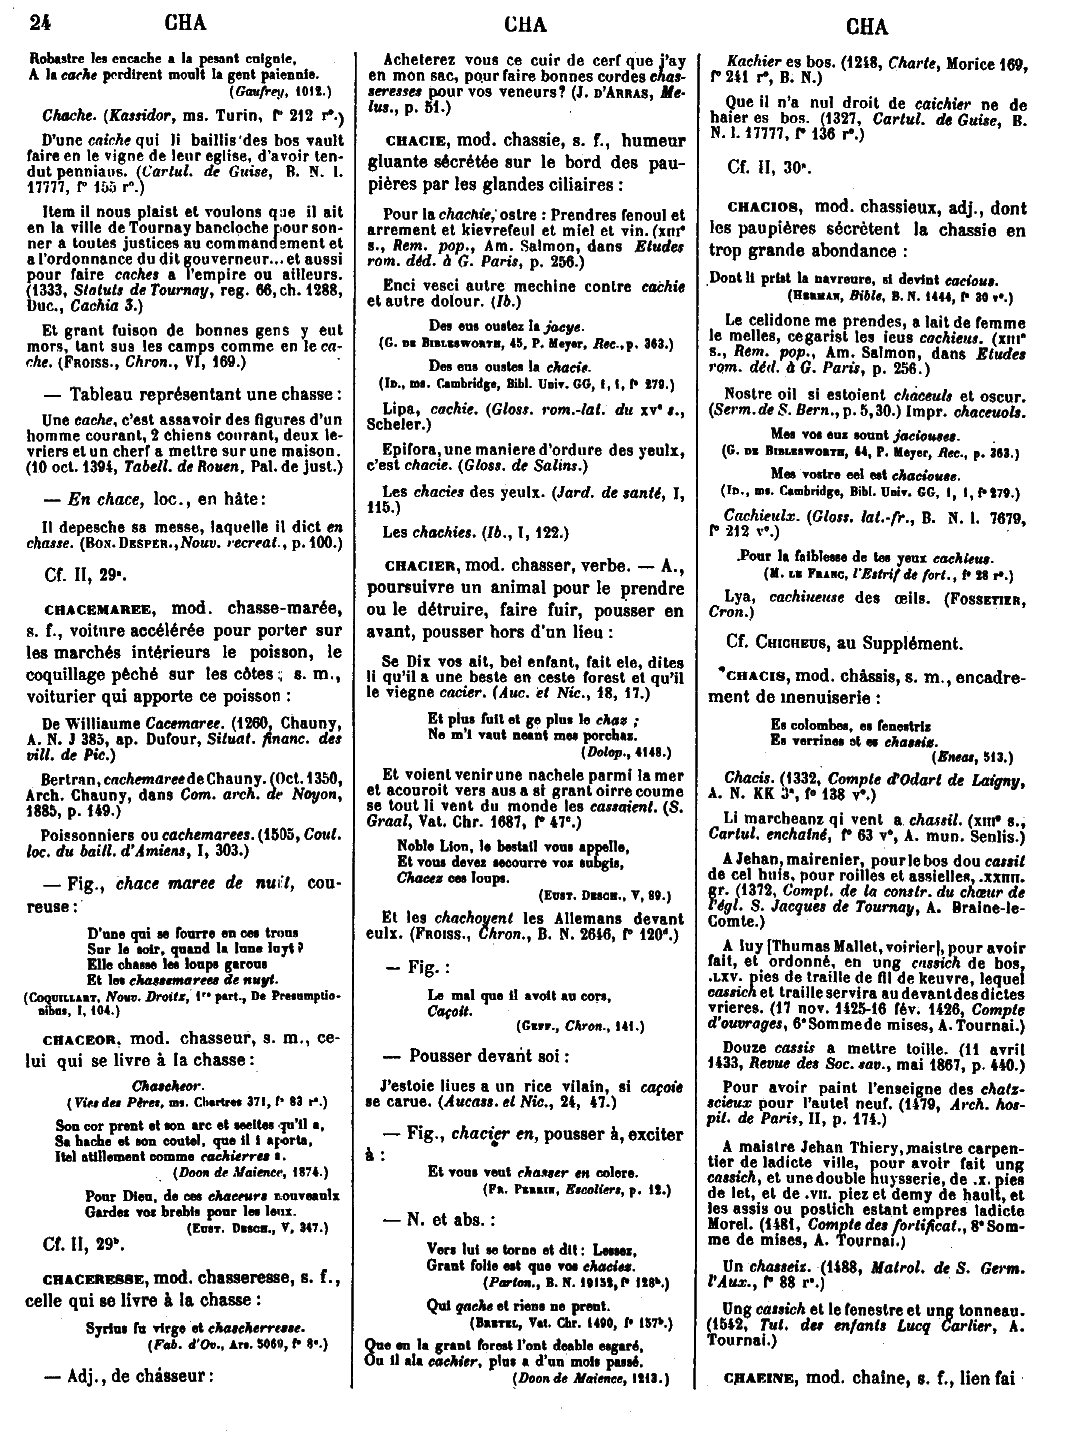 24 CHA CHA CHA
Robastre les encache a la pesant cuignie,
A la cache perdirent moult la gent paiennie.
(Gaufrey, 1012.)
Chache. (Kassidor, ms. Turin, f° 212 r°.)
D'une caiche qui li baillis des bos vault
faire en le vigne de leur eglise, d'avoir ten-
dut penniaus. (Cartul. de Guise, B. N. l.
17777, f° 155 r°.)
Item il nous plaist et voulons que il ait
en la ville de Tournay bancloche pour son-
ner a toutes justices au commandement et
a l'ordonnance du dit gouverneur... et aussi
pour faire caches a l'empire ou ailleurs.
(1333, Statuts de Tournay, reg. 66, ch. 1288,
Duc., Cachia 3.)
Et grant fuison de bonnes gens y eut
mors, tant sus les camps comme en le ca-
che. (FROISS., Chron., VI, 169.)
— Tableau représentant une chasse :
Une cache, c'est assavoir des figures d'un
homme courant, 2 chiens courant, deux le-
vriers et un cherf a mettre sur une maison.
(10 oct. 1394, Tabell. de Rouen, Pal. de just.)
— En chace, loc., en hâte :
Il depesche sa messe, laquelle il dict en
chasse. (BON. DESPER., Nouv. recreat., p. 100.)
Cf. II, 29ª.
CHACEMAREE, mod. chasse-marée,
s. f., voiture accélérée pour porter sur
les marchés intérieurs le poisson, le
coquillage pêché sur les côtes ; s. m.,
voiturier qui apporte ce poisson :
De Williaume Cacemaree. (1260, Chauny,
A. N. J 385, ap. Dufour, Situat. financ. des
vill. de Pic.)
Bertran, cachemaree de Chauny. (Oct. 1350,
Arch. Chauny, dans Com. arch. de Noyon,
1885, p. 149.)
Poissonniers ou cachemarees. (1505, Cout.
loc. du baill. d'Amiens, I, 303.)
— Fig., chace maree de nuit, cou-
reuse :
D'une qui se fourre en ces trous
Sur le soir, quand la lune luyt ?
Elle chasse les loups garous
Et les chassemarees de nuyt.
(COQUILLART, Nouv. Droitz, 1re part., De Presumptio-
nibus, I, 104.)
CHACEOR, mod. chasseur, s. m., ce-
lui qui se livre à la chasse :
Chascheor.
(Vies des Pères, ms. Chartres 371, f° 83 r°.)
Son cor prent et son arc et seettes qu'il a,
Sa hache et son coutel, que il i aporta,
Itel atillement comme cachierres a.
(Doon de Maience, 1874.)
Pour Dieu, de ces chaceurs nouveaulx
Gardez voz brebis pour les leux.
(EUST. DESCH., V, 347.)
Cf. II, 29ᵇ.
CHACERESSE, mod. chasseresse, s. f.,
celle qui se livre à la chasse :
Syrius fu virge et chascherresse.
(Fab. d'Ov., Ars. 5069, f° 8ᵃ.)
— Adj., de chásseur :
Acheterez vous ce cuir de cerf que j'ay
en mon sac, pour faire bonnes cordes chas-
seresses pour vos veneurs ? (J. D'ARRAS, Me-
lus., p. 51.)
CHACIE, mod. chassie, s. f., humeur
gluante sécrétée sur le bord des pau-
pières par les glandes ciliaires :
Pour la chachie, ostre : Prendres fenoul et
arrement et kievrefeul et miel et vin. (XIIIe
s., Rem. pop., Am. Salmon, dans Etudes
rom. déd. à G. Paris, p. 256.)
Enci vesci autre mechine contre cachie
et autre dolour. (Ib.)
Des eus oustez la jacye.
(G. DE BIBLESWORTH, 45, P. Meyer, Rec., p. 363.)
Des eus oustes la chacie.
(ID., ms. Cambridge, Bibl. Univ. GG, I, 1, f° 279.)
Lipa, cachie. (Gloss. rom.-lat. du XVe s.,
Scheler.)
Epifora, une maniere d'ordure des yeulx,
c'est chacie. (Gloss. de Salins.)
Les chacies des yeulx. (Jard. de santé, I,
115.)
Les chachies. (Ib., I, 122.)
CHACIER, mod. chasser, verbe. — A.,
poursuivre un animal pour le prendre
ou le détruire, faire fuir, pousser en
avant, pousser hors d'un lieu :
Se Dix vos ait, bel enfant, fait ele, dites
li qu'il a une beste en ceste forest et qu'il
le viegne cacier. (Auc. et Nic., 18, 17.)
Et plus fuit et ge plus le chaz ;
Ne m'i vaut neant mes porchaz.
(Dolop., 4148.)
Et voient venir une nachele parmi la mer
et acouroit vers aus a si grant oirre coume
se tout li vent du monde les cassaient. (S.
Graal, Vat. Chr. 1687, f° 47ᶜ.)
Noble Lion, le bestail vous appelle,
Et vous devez secourre voz subgis,
Chacez ces loups.
(EUST. DESCH., V, 89.)
Et les chachoyent les Allemans devant
eulx. (FROISS., Chron., B. N. 2646, f° 120ᵈ.)
— Fig. :
Le mal que il avoit au cors,
Caçoit.
(GEFF., Chron., 141.)
— Pousser devant soi :
J'estoie liues a un rice vilain, si caçoie
se carue. (Aucass. et Nic., 24, 47.)
— Fig., chacier en, pousser à, exciter
à :
Et vous veut chasser en colere.
(FR. PERRIN, Escoliers, p. 12.)
— N. et abs. :
Vers lui se torne et dit : Lessez,
Grant folie est que vos chaciez.
(Parton., B. N. 19152, f° 128ᵇ.)
Qui qache et riens ne prent.
(BRETEL, Vat. Chr. 1490, f° 157ᵇ.)
Que en la grant forest l'ont deable esgaré,
Ou il ala cachier, plus a d'un mois passé.
(Doon de Maience, 1213.)
Kachier es bos. (1248, Charte, Morice 169,
f° 241 r°, B. N.)
Que il n'a nul droit de caichier ne de
haier es bos. (1327, Cartul. de Guise, B.
N. l. 17777, f° 136 r°.)
Cf. II, 30ª.
CHACIOS, mod. chassieux, adj., dont
les paupières sécrètent la chassie en
trop grande abondance :
Dont li prist la navreure, si devint cacious.
(HERMAN, Bible, B. N. 1444, f° 30 v°.)
Le celidone me prendes, a lait de femme
le melles, cegarist les ieus cachieus. (XIIIe
s., Rem. pop., Am. Salmon, dans Etudes
rom. déd. à G. Paris, p. 256.)
Nostre oil si estoient chaceuls et oscur.
(Serm. de S. Bern., p. 5, 30.) Impr. chaceuols.
Mes vos euz sount jaciouses.
(G. DE BIBLESWORTH, 44, P. Meyer, Rec., p. 363.)
Mes vostre eel est chaciouse.
(ID., ms. Cambridge, Bibl. Univ. GG, I, 1, f° 279.)
Cachieulx. (Gloss. lat.-fr., B. N. l. 7679,
f° 212 v°.)
Pour la faiblesse de tes yeux cachieus.
(M. LE FRANC, l'Estrif de fort., f° 28 r°.)
Lya, cachiueuse des œils. (FOSSETIER,
Cron.)
Cf. CHICHEUS, au Supplément.
*CHACIS, mod. châssis, s. m., encadre-
ment de menuiserie :
Es colombes, es fenestriz
Es verrines et es chasseiz.
(Eneas, 513.)
Chacis. (1332, Compte d'Odart de Laigny,
A. N. KK 3ª, f° 138 v°.)
Li marcheanz qi vent a chassil. (XIIIe s.,
Cartul. enchaîné, f° 63 v°, A. mun. Senlis.)
A Jehan, mairenier, pour le bos dou cassit
de cel huis, pour roilles et assielles, .XXIIII.
gr. (1372, Compt. de la constr. du chœur de
l'égl. S. Jacques de Tournay, A. Braine-le-
Comte.)
A luy [Thomas Mallet, voirier], pour avoir
fait, et ordonné, en ung cassich de bos,
.LXV. pies de traille de fil de keuvre, lequel
cassich et traille servira au devant des dictes
vrieres. (17 nov. 1425-16 fév. 1426, Compte
d'ouvrages, 6ᵉ Somme de mises, A. Tournai.)
Douze cassis a mettre toille. (11 avril
1433, Revue des Soc. sav., mai 1867, p. 440.)
Pour avoir paint l'enseigne des chatz-
scieux pour l'autel neuf. (1479, Arch. hos-
pit. de Paris, II, p. 174.)
A maistre Jehan Thiery, maistre carpen-
tier de ladicte ville, pour avoir fait ung
cassich, et une double huysserie, de .X. pies
de let, et de .VII. piez et demy de hault, et
les assis ou postich estant empres ladicte
Morel. (1481, Compte des fortificat., 8ᵉ Som-
me de mises, A. Tournai.)
Un chasseiz. (1488, Matrol. de S. Germ.
l'Aux., f° 88 r°.)
Ung cassich et le fenestre et ung tonneau.
(1542, Tut. des enfants Lucq Carlier, A.
Tournai.)
CHAEINE, mod. chaîne, s. f., lien fai